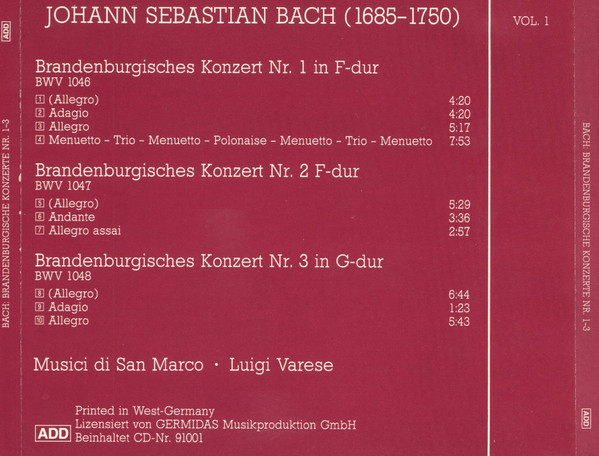 JOHANN SEBASTIAN BACH (1685–1750)
VOL. 1
Brandenburgisches Konzert Nr. 1 in F-dur
BWV 1046
1 (Allegro) 4:20
2 Adagio 4:20
3 Allegro 5:17
4 Menuetto – Trio – Menuetto – Polonaise – Menuetto – Trio – Menuetto 7:53
Brandenburgisches Konzert Nr. 2 F-dur
BWV 1047
5 (Allegro) 5:29
6 Andante 3:36
7 Allegro assai 2:57
Brandenburgisches Konzert Nr. 3 in G-dur
BWV 1048
8 (Allegro) 6:44
9 Adagio 1:23
10 Allegro 5:43
Musici di San Marco · Luigi Varese
ADD
Printed in West-Germany
Lizensiert von GERMIDAS Musikproduktion GmbH
Beinhaltet CD-Nr. 91001
ADD
BACH: BRANDENBURGISCHE KONZERTE NR. 1-3
BACH: BRANDENBURGISCHE KONZERTE NR. 1-3
ADD